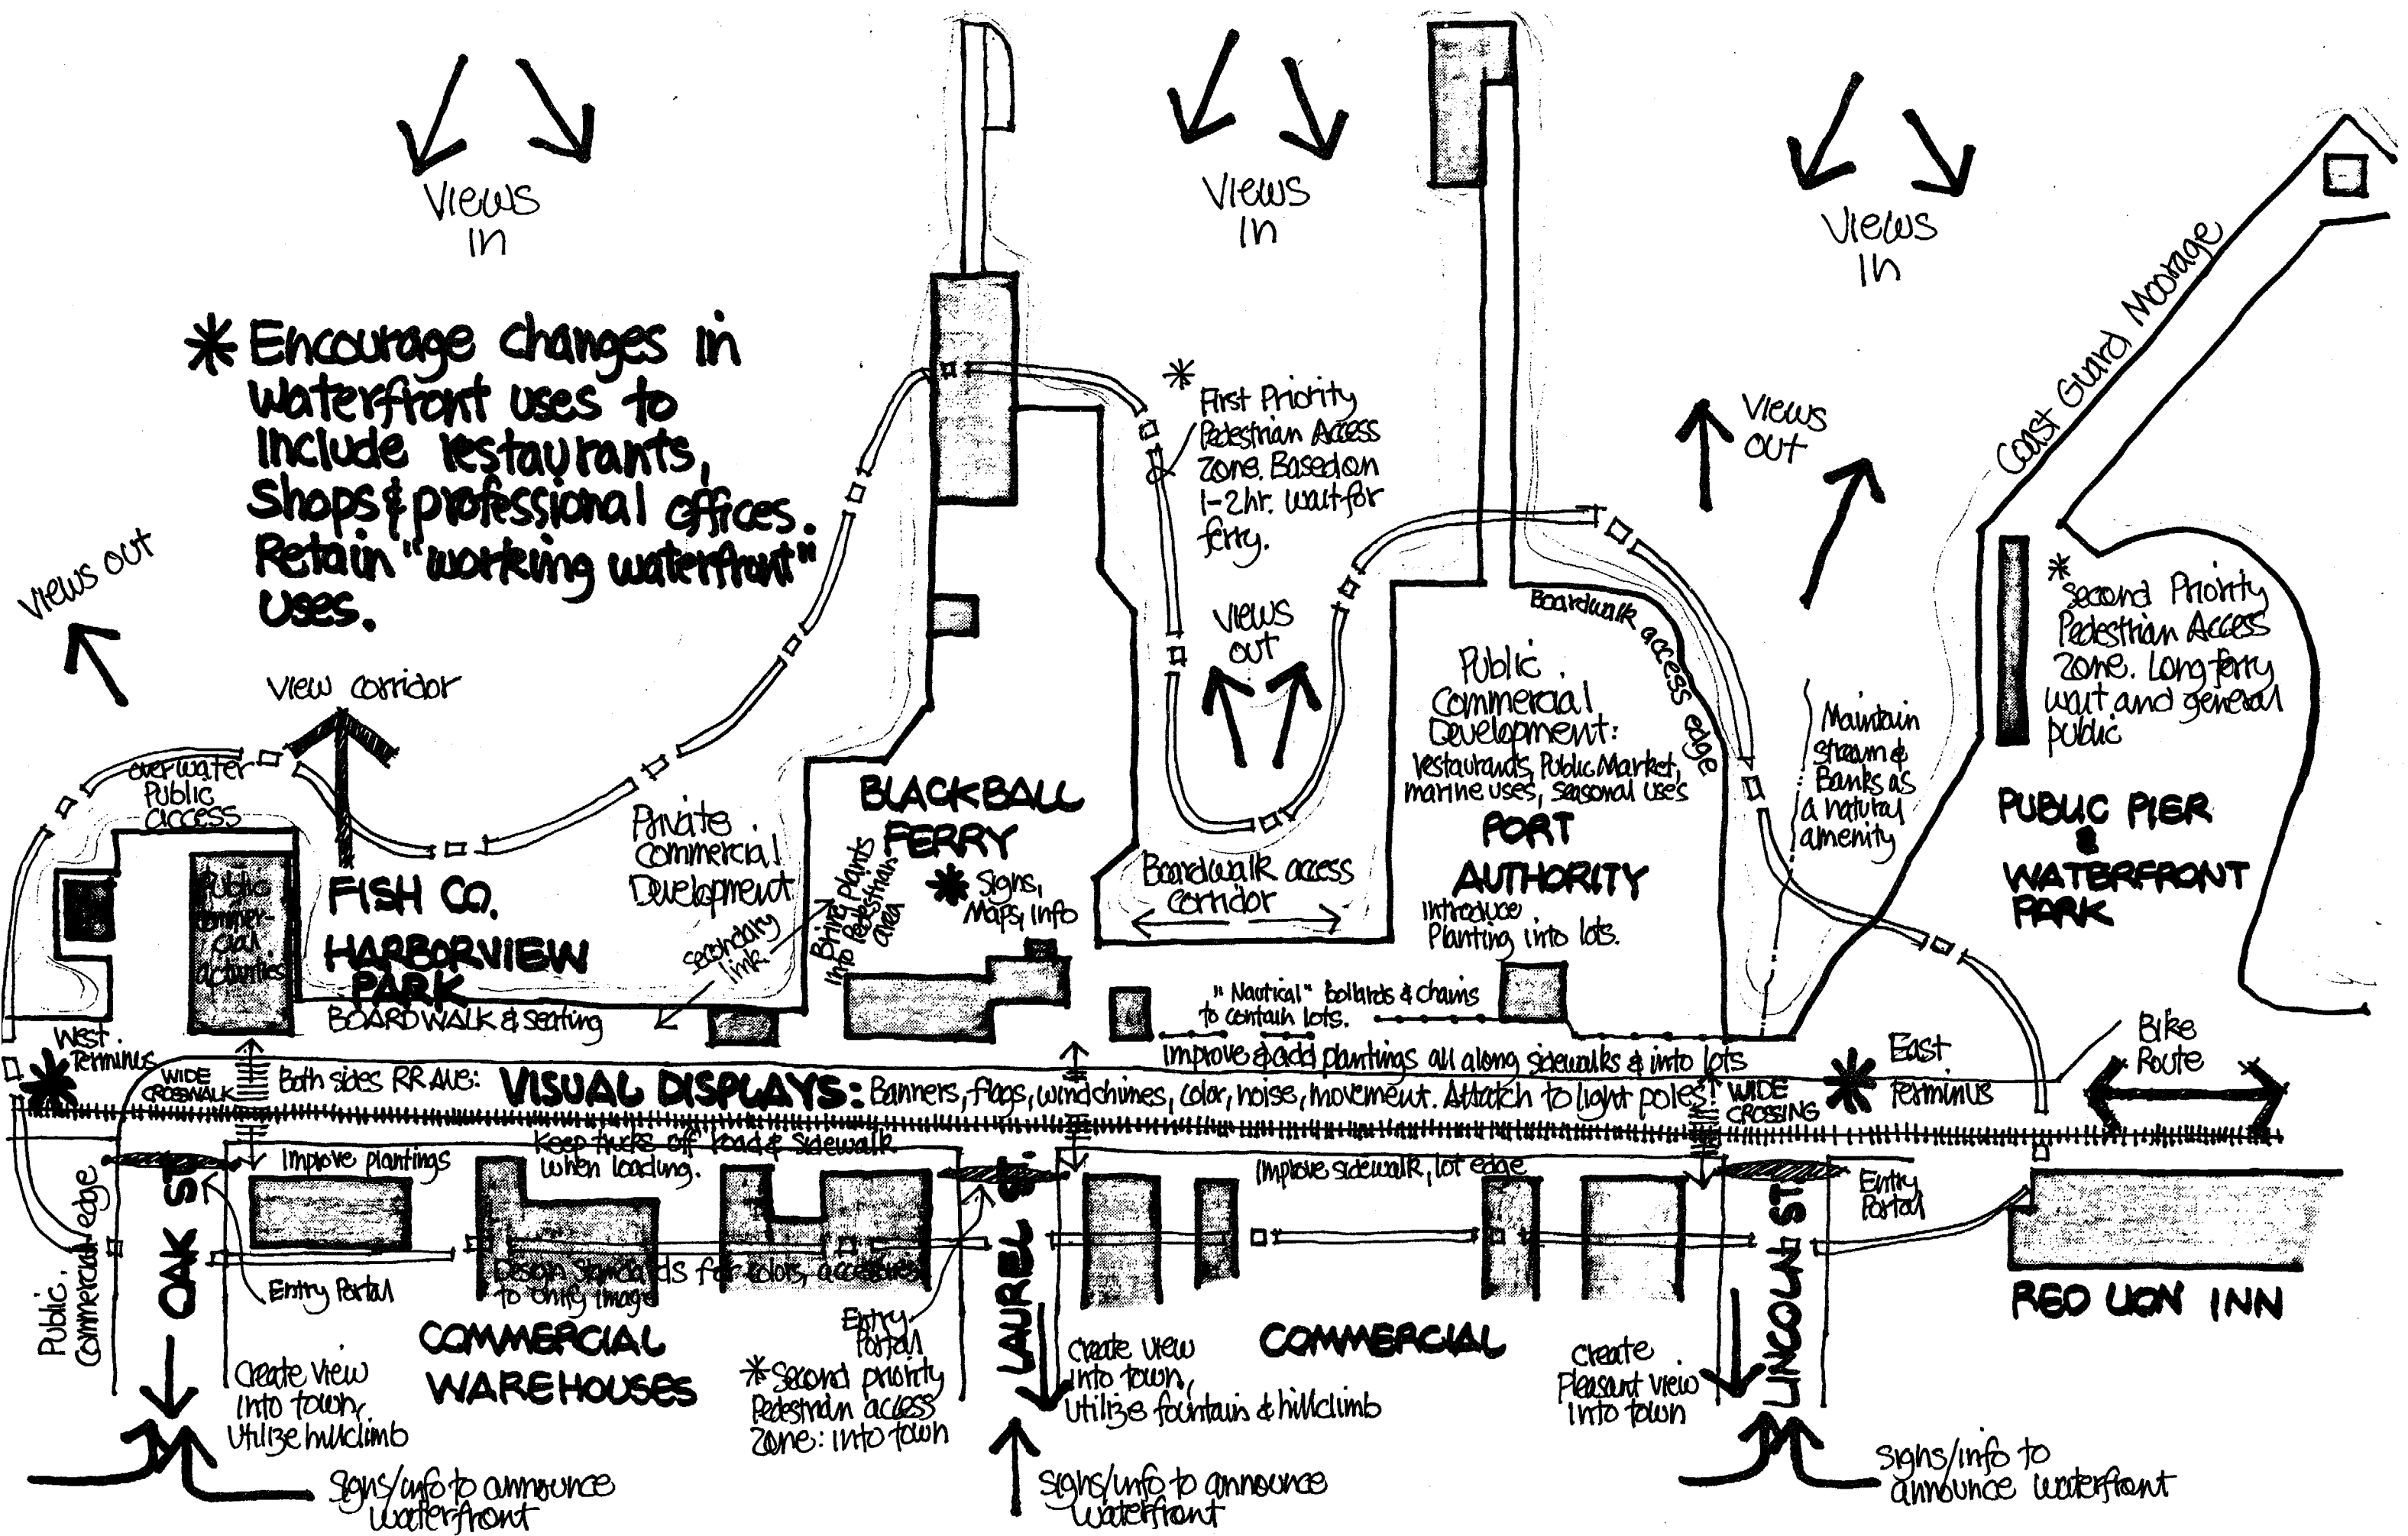 Views
In
Views
In
Views
In
Coast Guard Moorage
* Encourage changes in
Waterfront uses to
Include restaurants,
Shops & professional offices.
Retain "working waterfront"
Uses.
* First Priority
Pedestrian Access
Zone. Based on
1-2 hr. wait for
ferry.
Views
out
Views out
View corridor
Views
out
Boardwalk access edge
* Second Priority
Pedestrian Access
Zone. Long ferry
wait and general
public
Public
Commercial
Development:
restaurants, Public Market,
marine uses, seasonal uses
PORT
AUTHORITY
Introduce
Planting into lots.
Maintain
stream &
Banks as
a natural
amenity
PUBLIC PIER
&
WATERFRONT
PARK
overwater
Public
access
Public
commer-
cial
activities
FISH CO.
HARBORVIEW
PARK
BOARDWALK & seating
Private
Commercial
Development
secondary
link
BLACKBALL
FERRY
* Signs,
Maps, Info
Bring plants
into Pedestrian
area
Boardwalk access
corridor
"Nautical" bollards & chains
to contain lots.
Improve & add plantings all along sidewalks & into lots
West
Terminus
WIDE
CROSSWALK
Both sides RR AVE: VISUAL DISPLAYS: Banners, flags, windchimes, color, noise, movement. Attatch to light poles!
WIDE
CROSSING
East
Terminus
Bike
Route
Keep trucks off road & sidewalk
when loading.
Improve plantings
Improve sidewalk, lot edge
Public
Commercial edge
OAK ST.
Entry Portal
Design standards for colors, accessories
to unify image
COMMERCIAL
WAREHOUSES
Entry
Portal
LAUREL ST.
COMMERCIAL
LINCOLN ST.
Entry
Portal
RED LION INN
Create view
Into town,
Utilize hillclimb
* Second priority
Pedestrian access
Zone: into town
Create view
Into town,
Utilize fountain & hillclimb
Create
Pleasant view
Into town
Signs/info to announce
waterfront
Signs/info to announce
waterfront
Signs/info to
announce waterfront